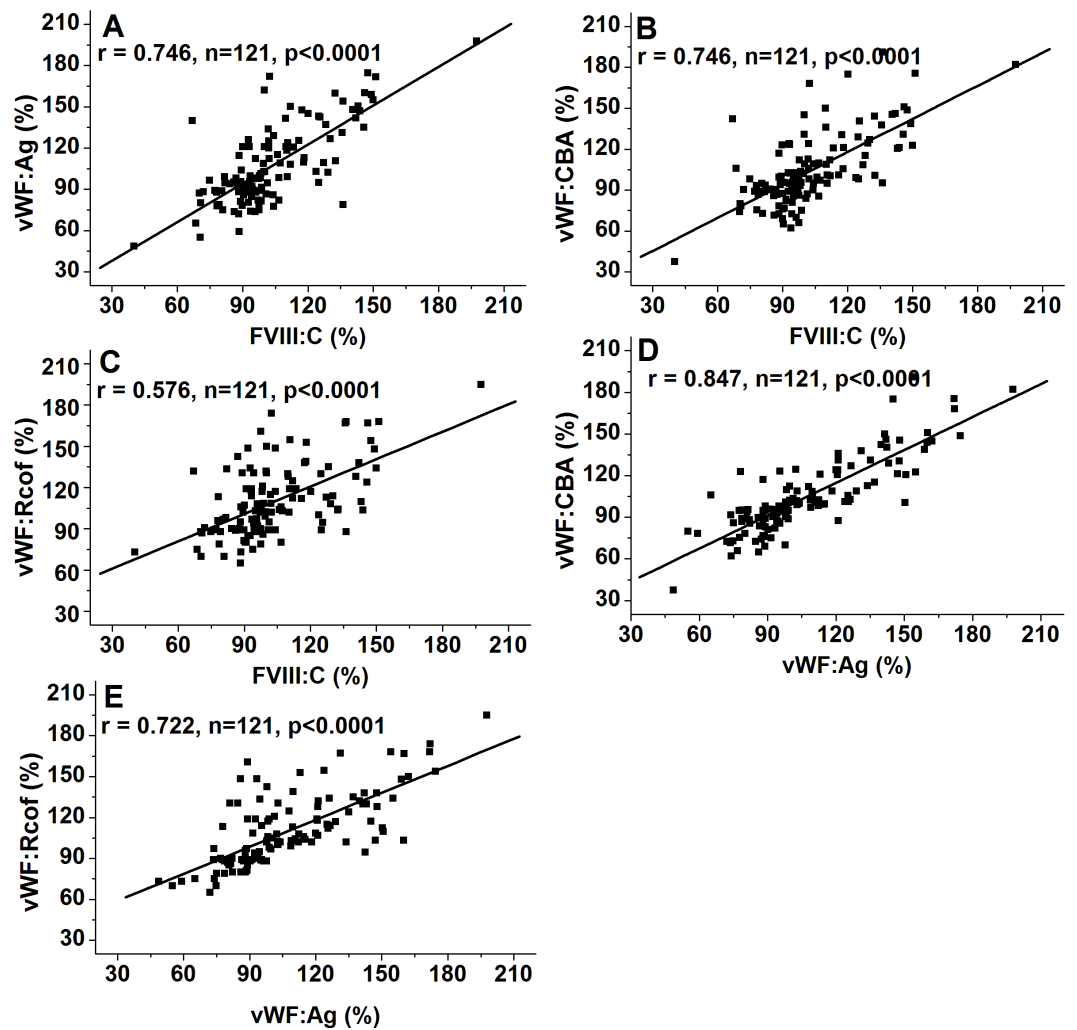 A
r = 0.746, n=121, p<0.0001
vWF:Ag (%)
210
180
150
120
90
60
30
30 60 90 120 150 180 210
FVIII:C (%)
B
r = 0.746, n=121, p<0.0001
vWF:CBA (%)
210
180
150
120
90
60
30
30 60 90 120 150 180 210
FVIII:C (%)
C
r = 0.576, n=121, p<0.0001
vWF:Rcof (%)
210
180
150
120
90
60
30
30 60 90 120 150 180 210
FVIII:C (%)
D
r = 0.847, n=121, p<0.0001
vWF:CBA (%)
210
180
150
120
90
60
30
30 60 90 120 150 180 210
vWF:Ag (%)
E
r = 0.722, n=121, p<0.0001
vWF:Rcof (%)
210
180
150
120
90
60
30
30 60 90 120 150 180 210
vWF:Ag (%)